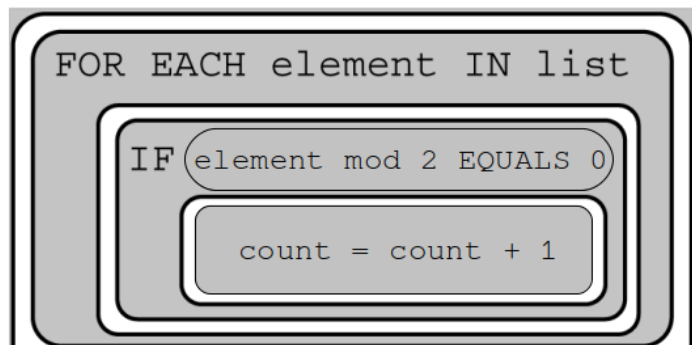 FOR EACH element IN list
IF element mod 2 EQUALS 0
count = count + 1